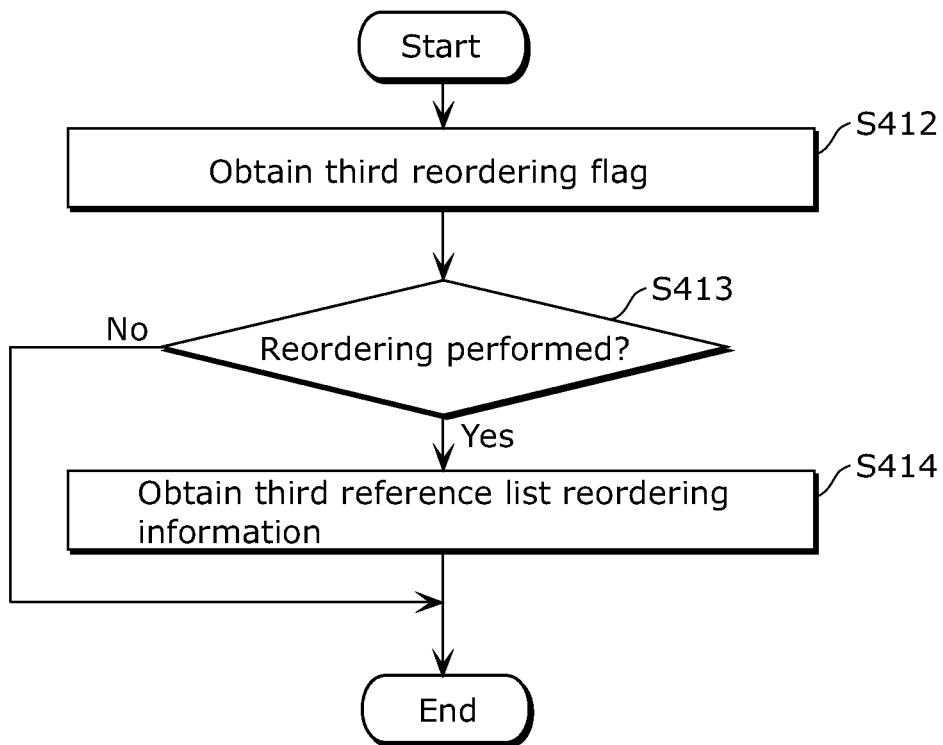 Start
S412
Obtain third reordering flag
S413
No
Reordering performed?
Yes
S414
Obtain third reference list reordering
information
End